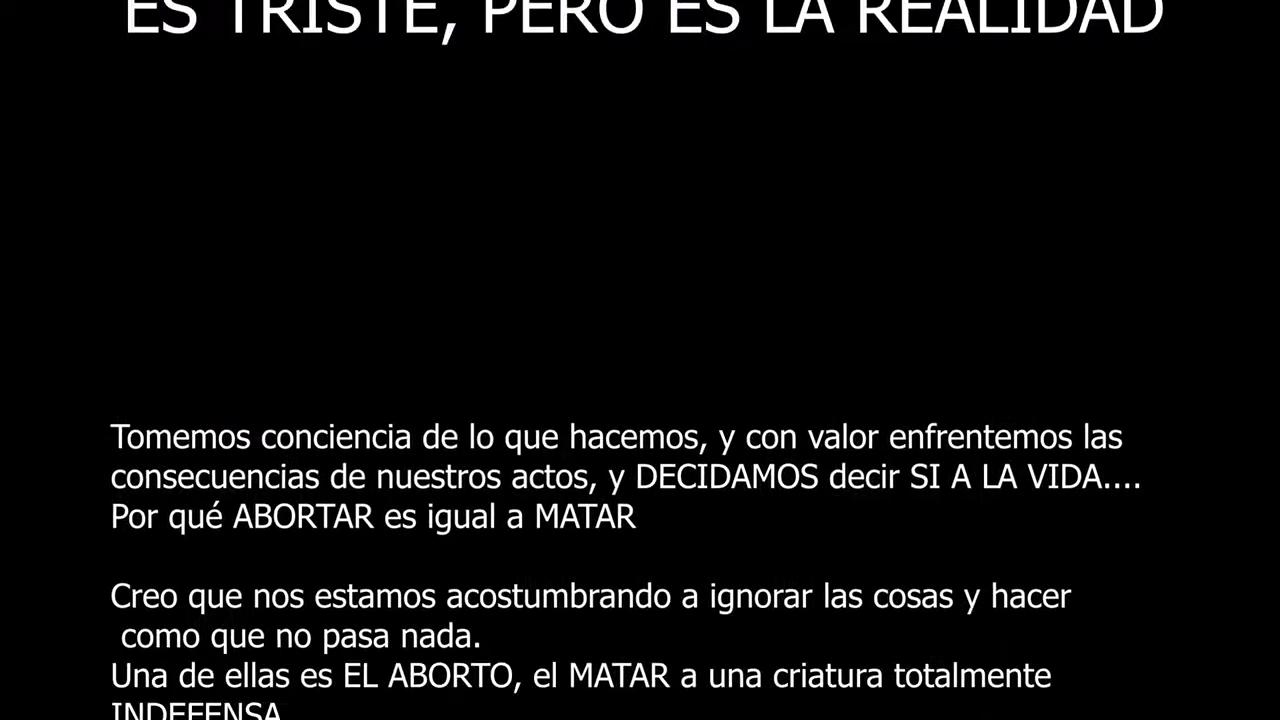 ES TRISTE, PERO ES LA REALIDAD
Tomemos conciencia de lo que hacemos, y con valor enfrentemos las
consecuencias de nuestros actos, y DECIDAMOS decir SI A LA VIDA....
Por qué ABORTAR es igual a MATAR
Creo que nos estamos acostumbrando a ignorar las cosas y hacer
como que no pasa nada.
Una de ellas es EL ABORTO, el MATAR a una criatura totalmente
INDEFENSA